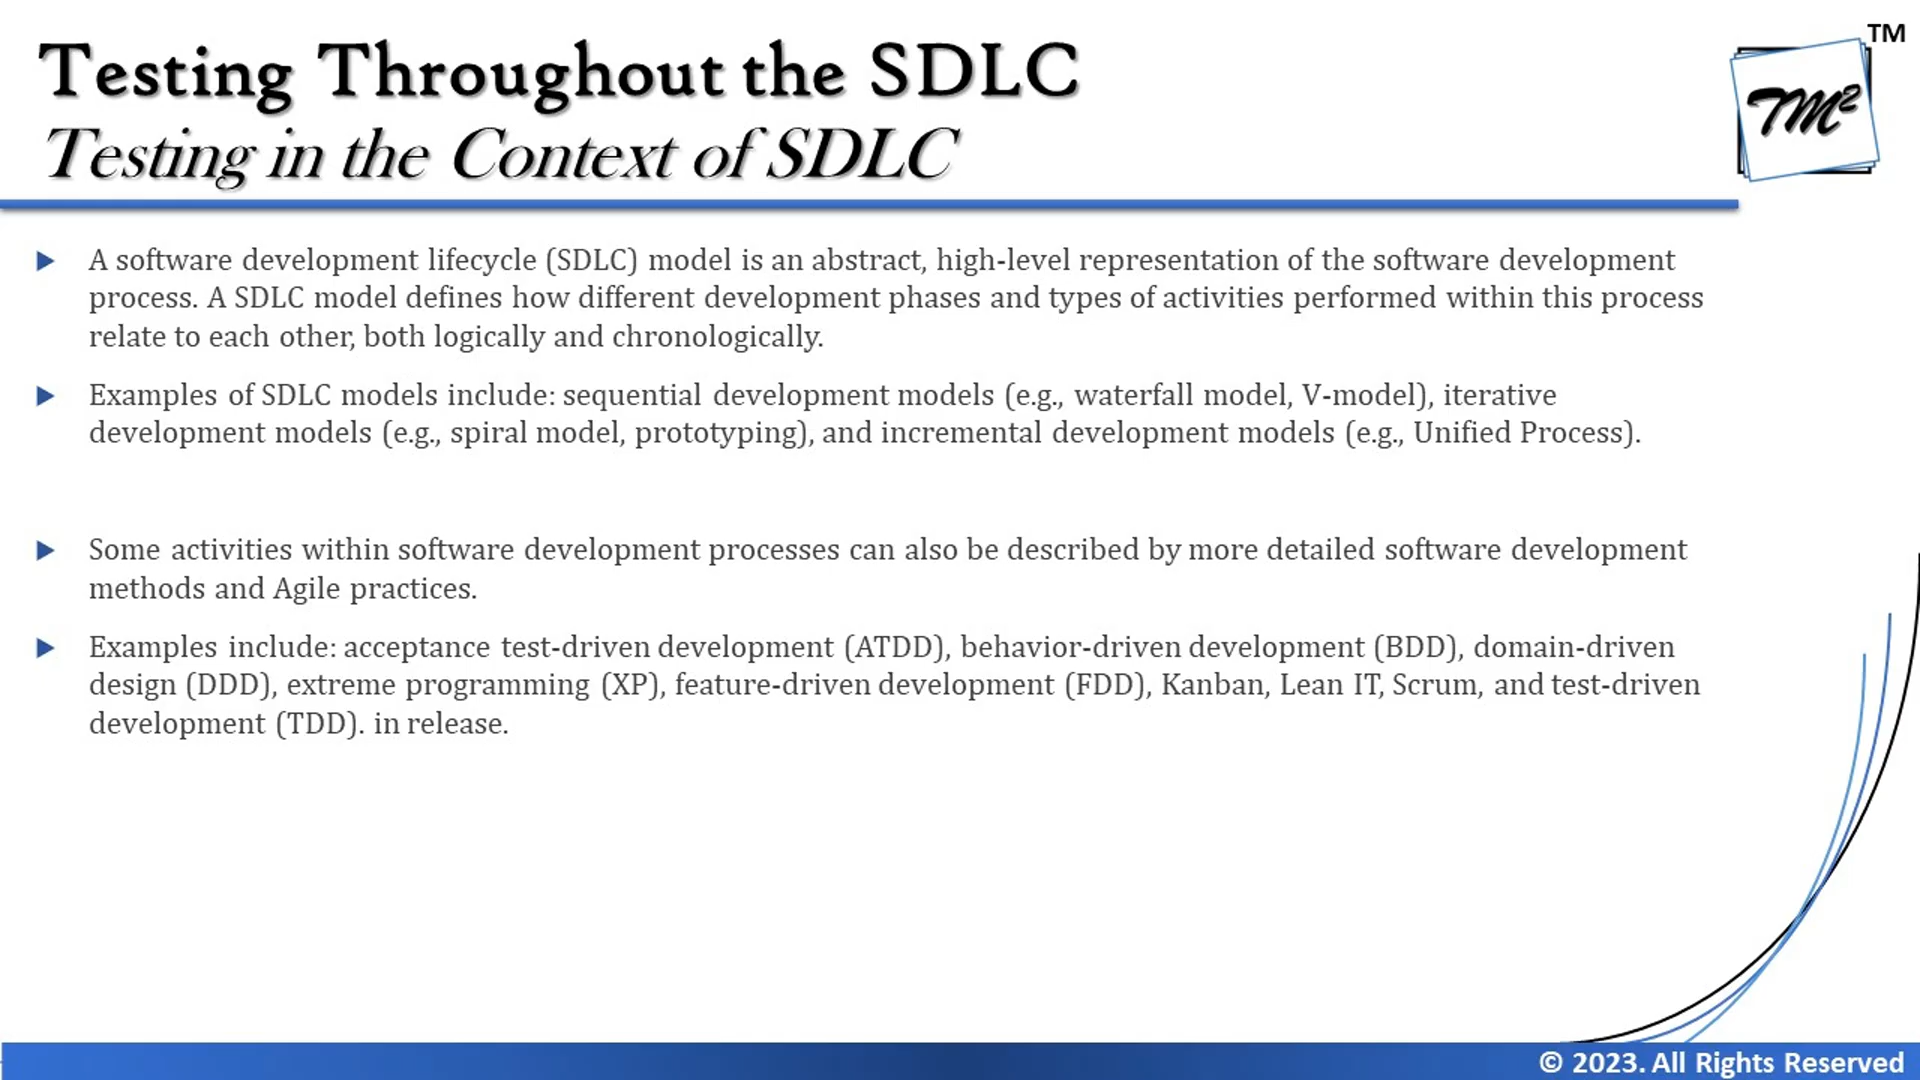 Testing Throughout the SDLC
Testing in the Context of SDLC
TM
TM²
A software development lifecycle (SDLC) model is an abstract, high-level representation of the software development
process. A SDLC model defines how different development phases and types of activities performed within this process
relate to each other, both logically and chronologically.
Examples of SDLC models include: sequential development models (e.g., waterfall model, V-model), iterative
development models (e.g., spiral model, prototyping), and incremental development models (e.g., Unified Process).
Some activities within software development processes can also be described by more detailed software development
methods and Agile practices.
Examples include: acceptance test-driven development (ATDD), behavior-driven development (BDD), domain-driven
design (DDD), extreme programming (XP), feature-driven development (FDD), Kanban, Lean IT, Scrum, and test-driven
development (TDD). in release.
© 2023. All Rights Reserved